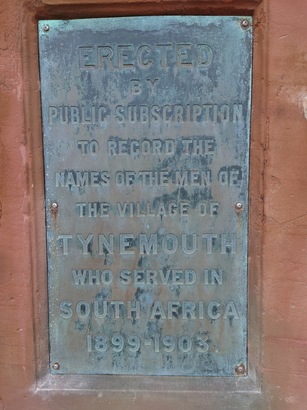 ERECTED
BY
PUBLIC SUBSCRIPTION
TO RECORD THE
NAMES OF THE MEN OF
THE VILLAGE OF
TYNEMOUTH
WHO SERVED IN
SOUTH AFRICA
1899-1903.